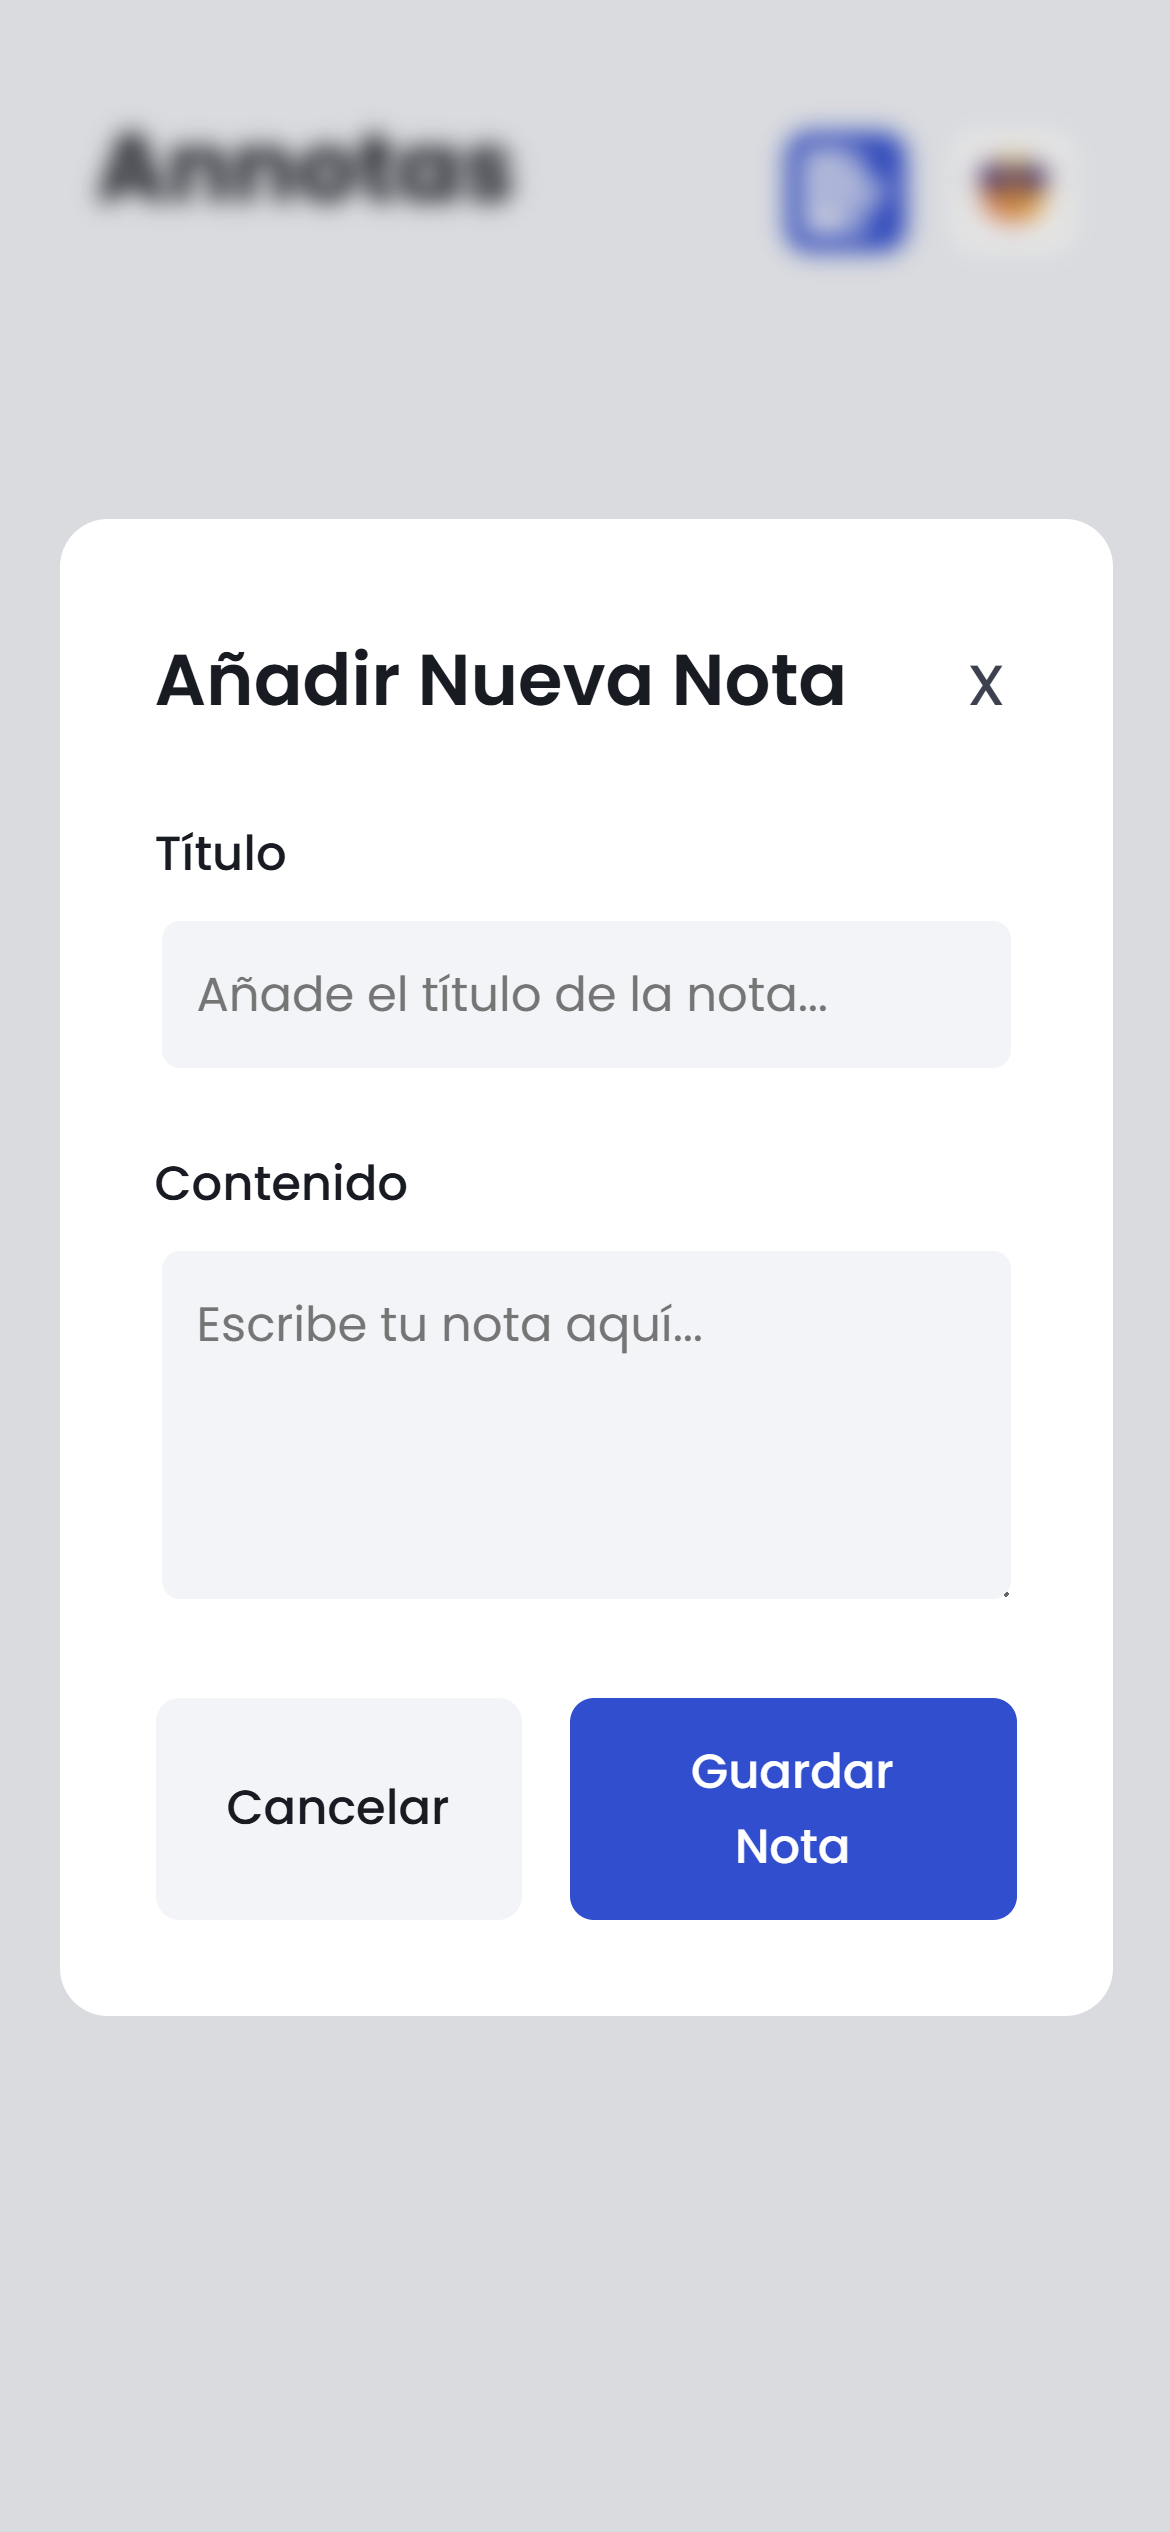 Annotas
Añadir Nueva Nota
x
Título
Añade el título de la nota...
Contenido
Escribe tu nota aquí...
Cancelar
Guardar
Nota